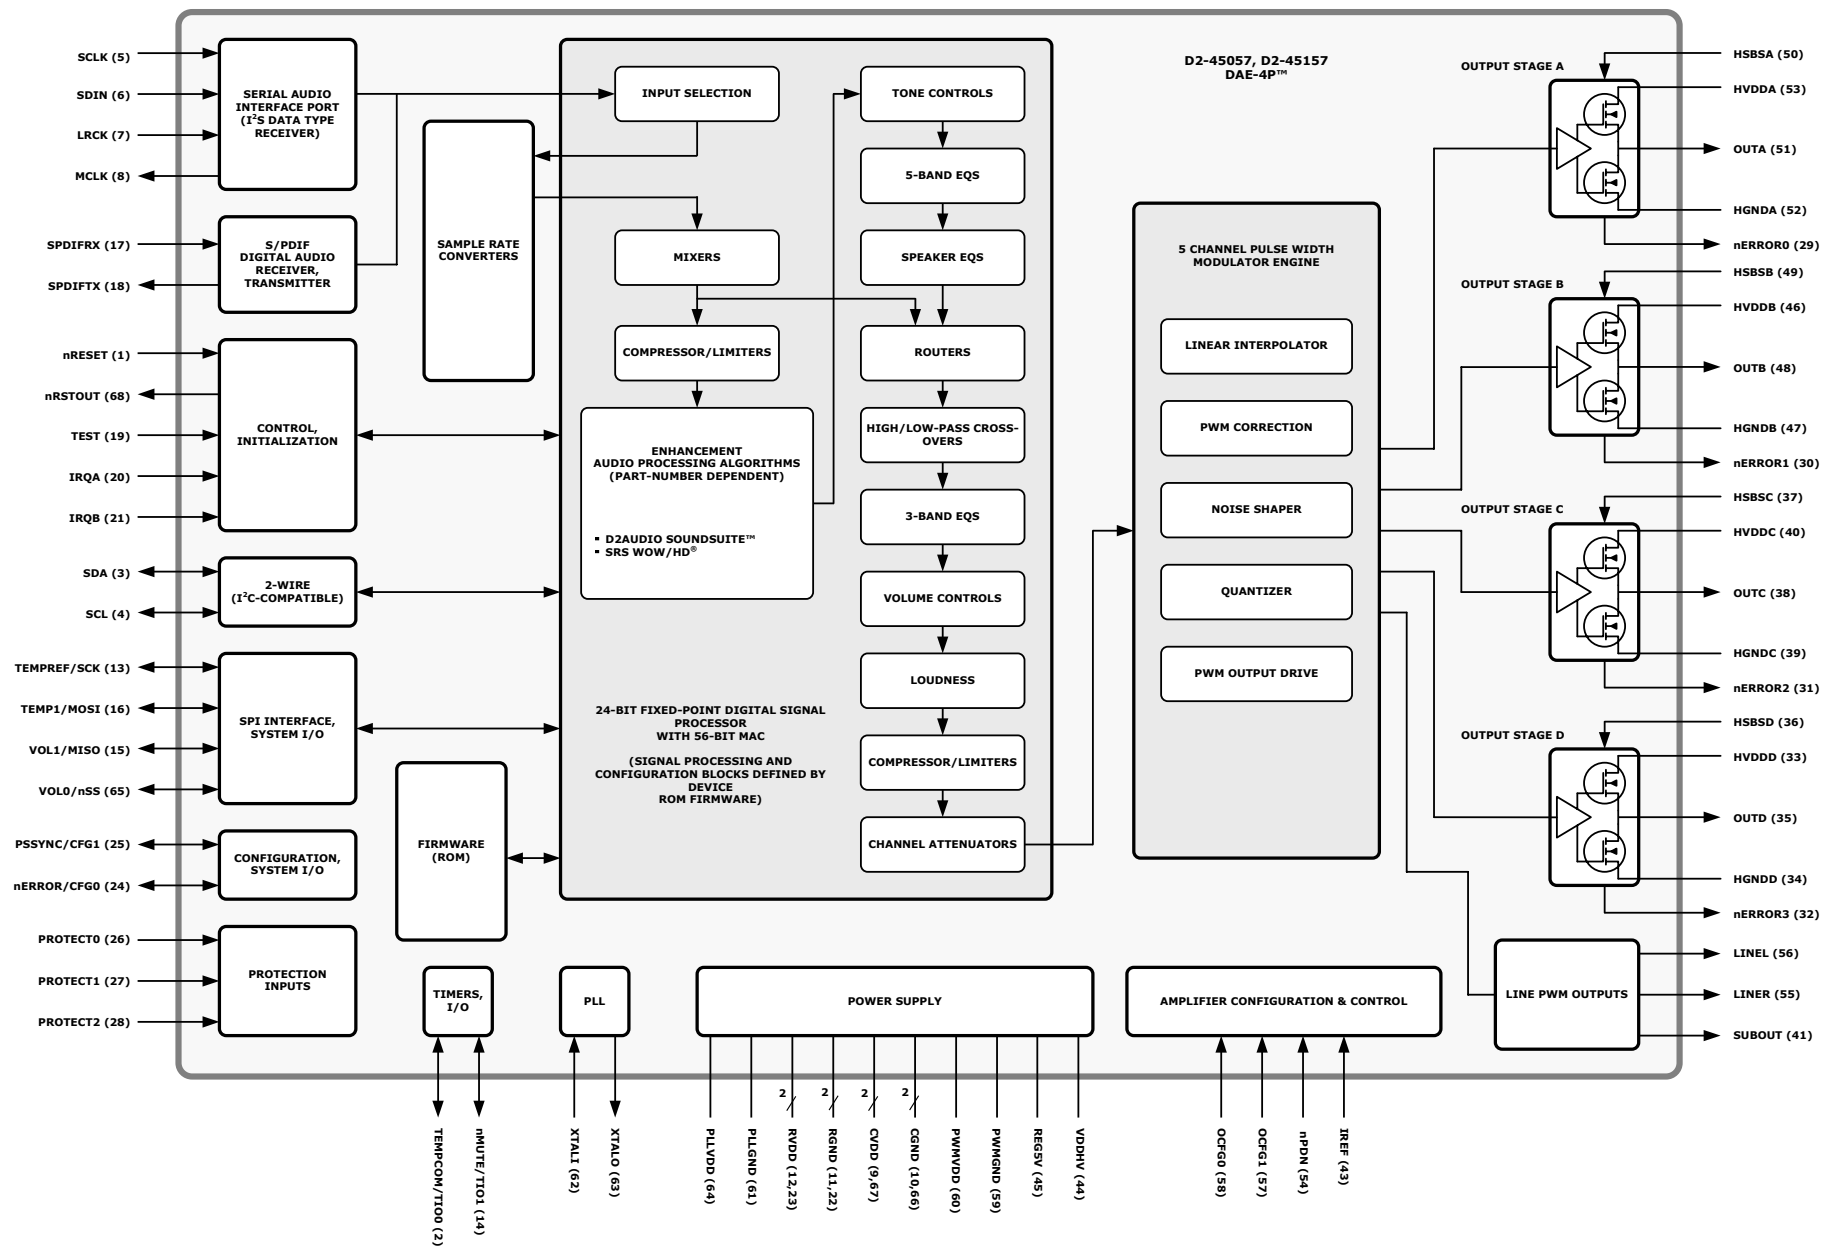 D2-45057, D2-45157
DAE-4P™
SCLK (5)
SDIN (6)
LRCK (7)
MCLK (8)
SERIAL AUDIO
INTERFACE PORT
(I²S DATA TYPE
RECEIVER)
SPDIFRX (17)
SPDIFTX (18)
S/PDIF
DIGITAL AUDIO
RECEIVER,
TRANSMITTER
nRESET (1)
nRSTOUT (68)
TEST (19)
IRQA (20)
IRQB (21)
CONTROL,
INITIALIZATION
SDA (3)
SCL (4)
2-WIRE
(I²C-COMPATIBLE)
TEMPREF/SCK (13)
TEMP1/MOSI (16)
VOL1/MISO (15)
VOL0/nSS (65)
SPI INTERFACE,
SYSTEM I/O
PSSYNC/CFG1 (25)
nERROR/CFG0 (24)
CONFIGURATION,
SYSTEM I/O
PROTECT0 (26)
PROTECT1 (27)
PROTECT2 (28)
PROTECTION
INPUTS
SAMPLE RATE
CONVERTERS
FIRMWARE
(ROM)
INPUT SELECTION
MIXERS
COMPRESSOR/LIMITERS
ENHANCEMENT
AUDIO PROCESSING ALGORITHMS
(PART-NUMBER DEPENDENT)
▪ D2AUDIO SOUNDSUITE™
▪ SRS WOW/HD®
24-BIT FIXED-POINT DIGITAL SIGNAL
PROCESSOR
WITH 56-BIT MAC
(SIGNAL PROCESSING AND
CONFIGURATION BLOCKS DEFINED BY
DEVICE
ROM FIRMWARE)
TONE CONTROLS
5-BAND EQS
SPEAKER EQS
ROUTERS
HIGH/LOW-PASS CROSS-
OVERS
3-BAND EQS
VOLUME CONTROLS
LOUDNESS
COMPRESSOR/LIMITERS
CHANNEL ATTENUATORS
5 CHANNEL PULSE WIDTH
MODULATOR ENGINE
LINEAR INTERPOLATOR
PWM CORRECTION
NOISE SHAPER
QUANTIZER
PWM OUTPUT DRIVE
OUTPUT STAGE A
HSBSA (50)
HVDDA (53)
OUTA (51)
HGNDA (52)
nERROR0 (29)
OUTPUT STAGE B
HSBSB (49)
HVDDB (46)
OUTB (48)
HGNDB (47)
nERROR1 (30)
OUTPUT STAGE C
HSBSC (37)
HVDDC (40)
OUTC (38)
HGNDC (39)
nERROR2 (31)
OUTPUT STAGE D
HSBSD (36)
HVDDD (33)
OUTD (35)
HGNDD (34)
nERROR3 (32)
LINE PWM OUTPUTS
LINEL (56)
LINER (55)
SUBOUT (41)
TIMERS,
I/O
PLL
POWER SUPPLY
AMPLIFIER CONFIGURATION & CONTROL
2
2
2
2
TEMPCOM/TIO0 (2)
nMUTE/TIO1 (14)
XTALI (62)
XTALO (63)
PLLVDD (64)
PLLGND (61)
RVDD (12,23)
RGND (11,22)
CVDD (9,67)
CGND (10,66)
PWMVDD (60)
PWMGND (59)
REG5V (45)
VDDHV (44)
OCFG0 (58)
OCFG1 (57)
nPDN (54)
IREF (43)